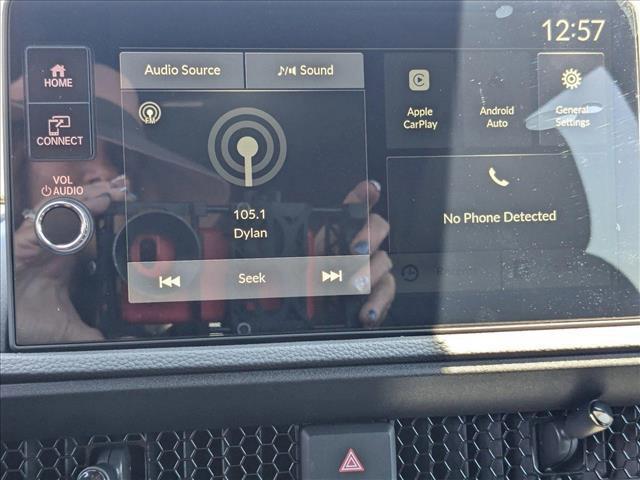 12:57
HOME
CONNECT
VOL
AUDIO
Audio Source
Sound
FM
105.1
Dylan
Seek
Apple
CarPlay
Android
Auto
General
Settings
No Phone Detected